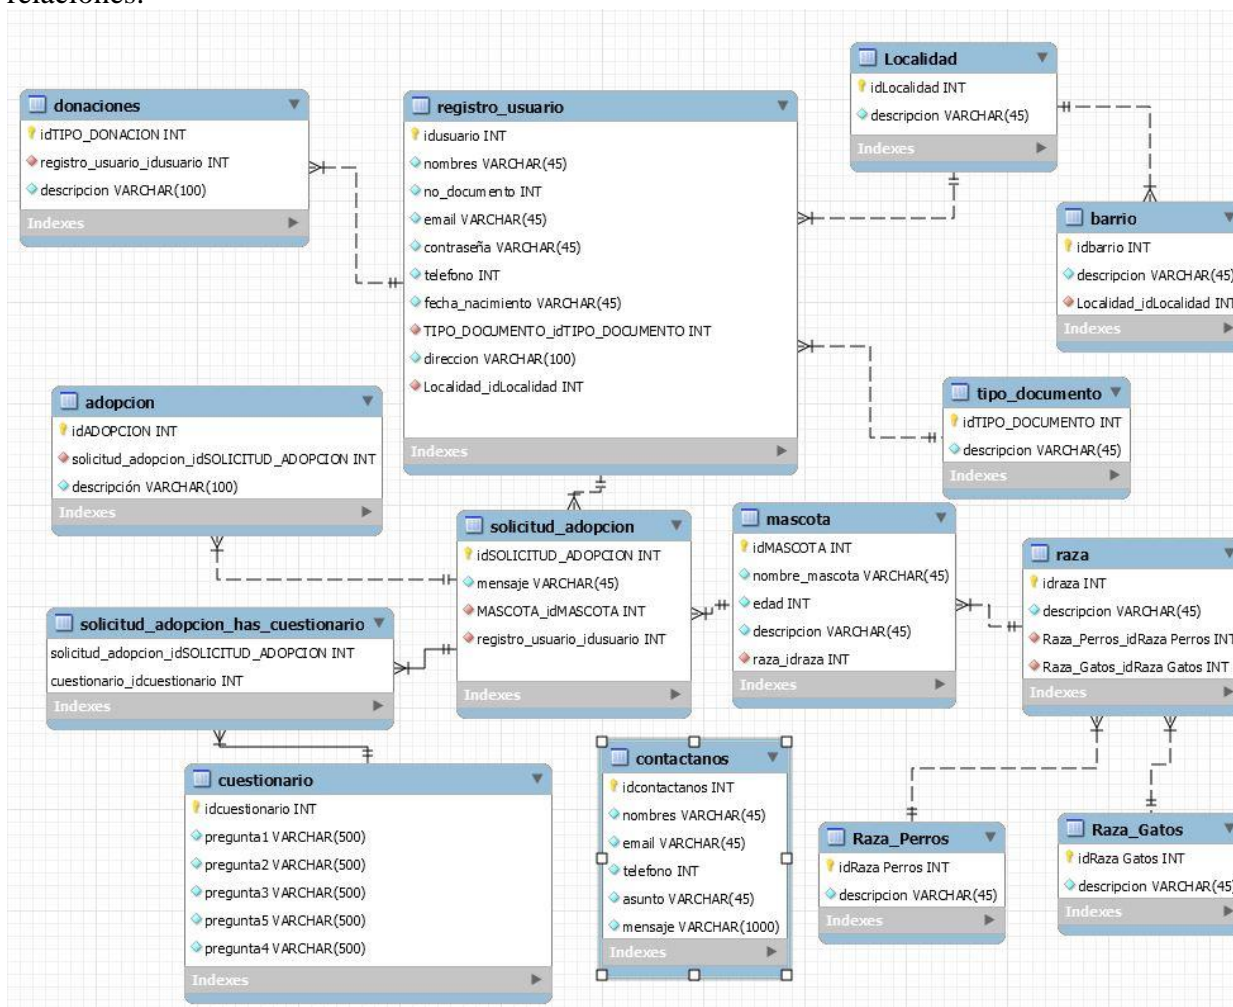 relaciones.
donaciones
idTIPO_DONACION INT
registro_usuario_idusuario INT
descripcion VARCHAR(100)
Indexes
registro_usuario
idusuario INT
nombres VARCHAR(45)
no_documento INT
email VARCHAR(45)
contraseña VARCHAR(45)
telefono INT
fecha_nacimiento VARCHAR(45)
TIPO_DOCUMENTO_idTIPO_DOCUMENTO INT
direccion VARCHAR(100)
Localidad_idLocalidad INT
Indexes
Localidad
idLocalidad INT
descripcion VARCHAR(45)
Indexes
barrio
idbarrio INT
descripcion VARCHAR(45)
Localidad_idLocalidad INT
Indexes
tipo_documento
idTIPO_DOCUMENTO INT
descripcion VARCHAR(45)
Indexes
adopcion
idADOPCION INT
solicitud_adopcion_idSOLICITUD_ADOPCION INT
descripción VARCHAR(100)
Indexes
solicitud_adopcion
idSOLICITUD_ADOPCION INT
mensaje VARCHAR(45)
MASCOTA_idMASCOTA INT
registro_usuario_idusuario INT
Indexes
mascota
idMASCOTA INT
nombre_mascota VARCHAR(45)
edad INT
descripcion VARCHAR(45)
raza_idraza INT
Indexes
raza
idraza INT
descripcion VARCHAR(45)
Raza_Perros_idRaza Perros INT
Raza_Gatos_idRaza Gatos INT
Indexes
solicitud_adopcion_has_cuestionario
solicitud_adopcion_idSOLICITUD_ADOPCION INT
cuestionario_idcuestionario INT
Indexes
cuestionario
idcuestionario INT
pregunta1 VARCHAR(500)
pregunta2 VARCHAR(500)
pregunta3 VARCHAR(500)
pregunta5 VARCHAR(500)
pregunta4 VARCHAR(500)
Indexes
contactanos
idcontactanos INT
nombres VARCHAR(45)
email VARCHAR(45)
telefono INT
asunto VARCHAR(45)
mensaje VARCHAR(1000)
Indexes
Raza_Perros
idRaza Perros INT
descripcion VARCHAR(45)
Indexes
Raza_Gatos
idRaza Gatos INT
descripcion VARCHAR(45)
Indexes